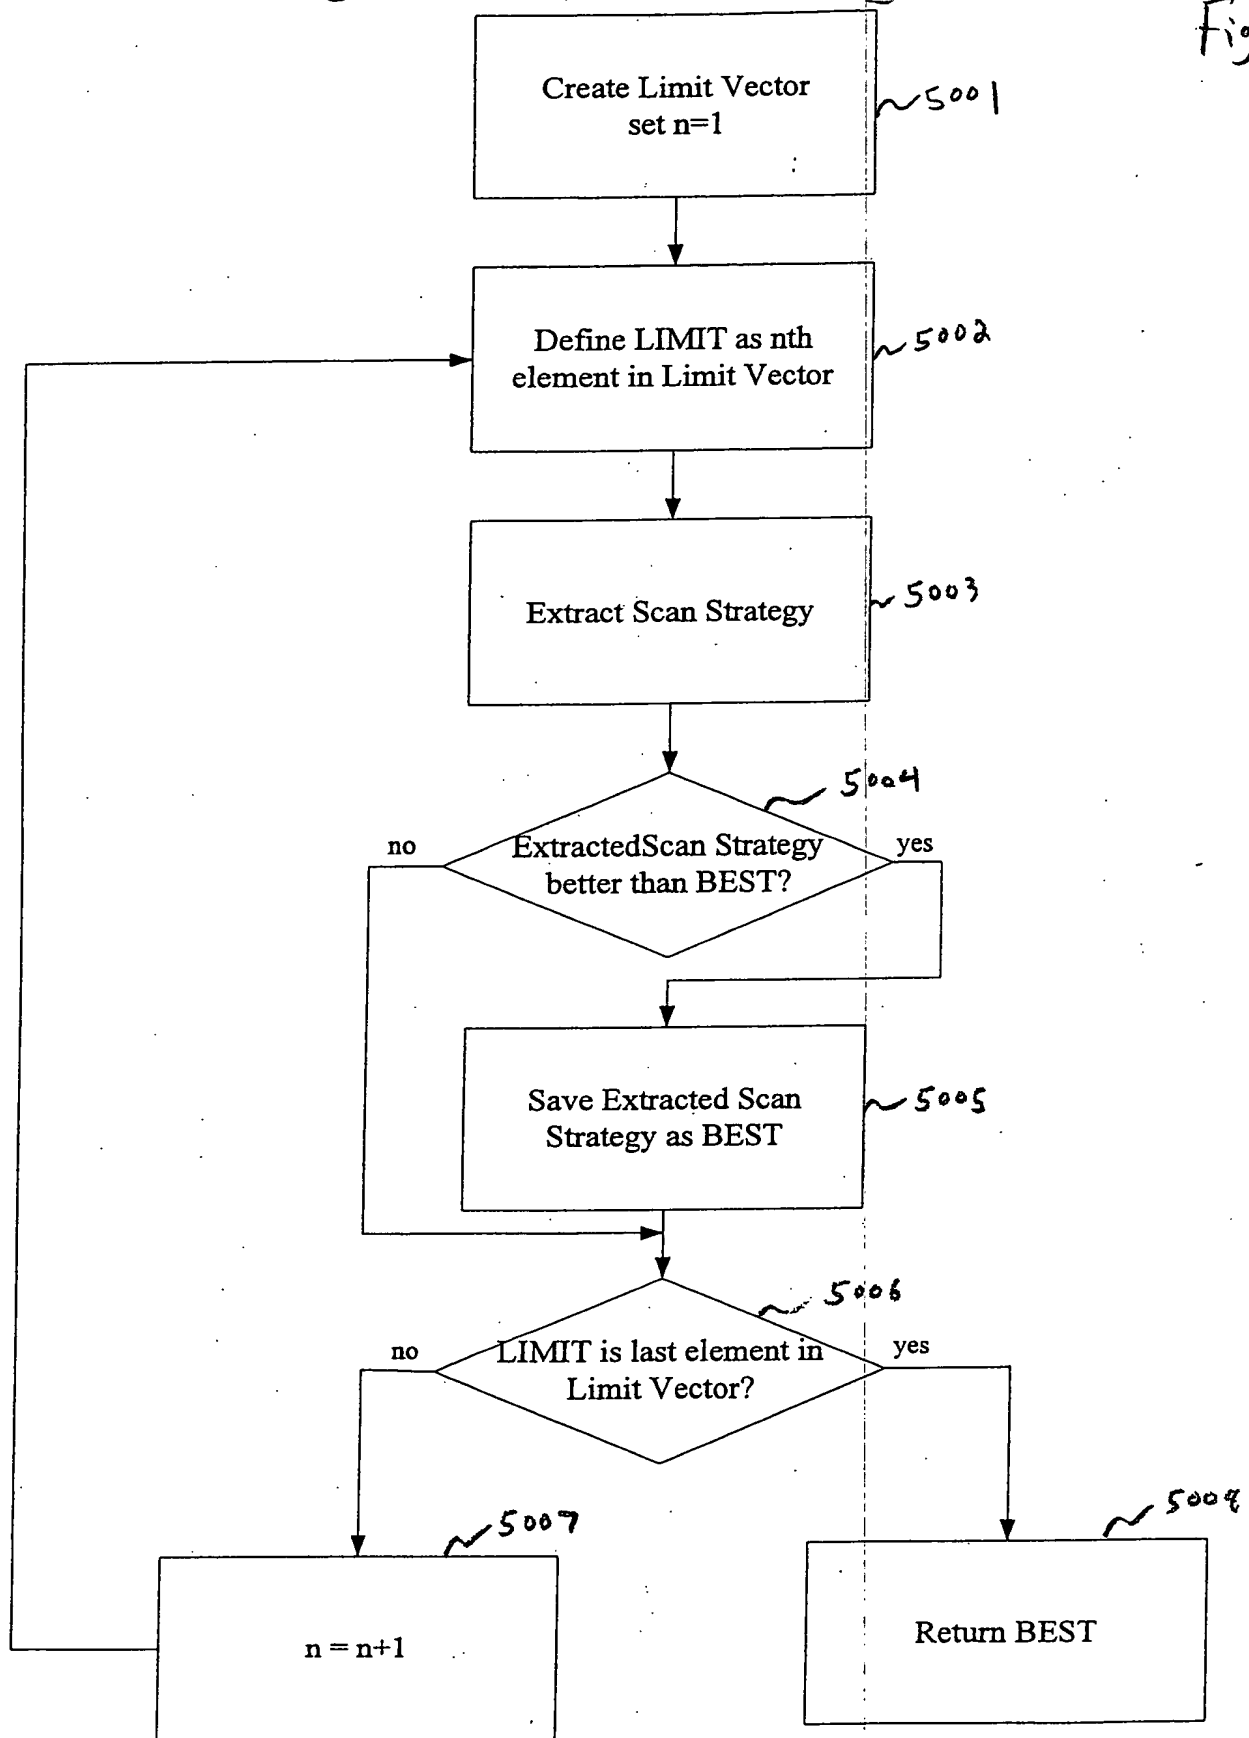 Fig
Create Limit Vector
set n=1
5001
Define LIMIT as nth
element in Limit Vector
5002
Extract Scan Strategy
5003
5004
no
ExtractedScan Strategy
better than BEST?
yes
Save Extracted Scan
Strategy as BEST
5005
5006
no
LIMIT is last element in
Limit Vector?
yes
5007
n = n+1
Return BEST